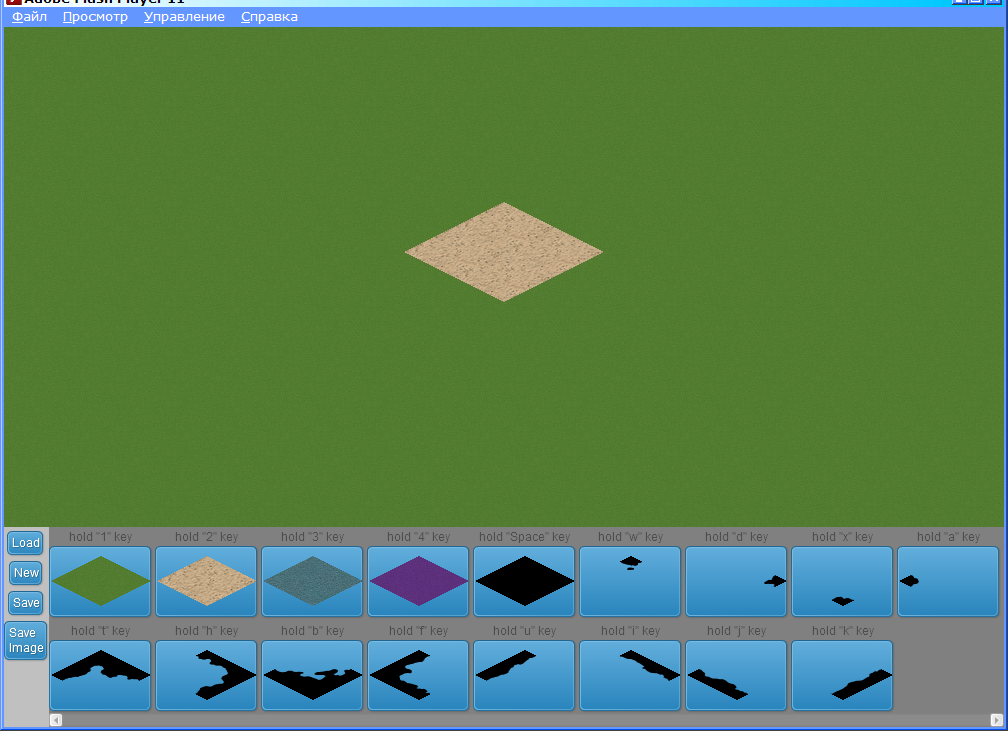 Adobe Flash Player 11
Файл Просмотр Управление Справка
Load
New
Save
Save
Image
hold "1" key hold "2" key hold "3" key hold "4" key hold "Space" key hold "w" key hold "d" key hold "x" key hold "a" key
hold "t" key hold "h" key hold "b" key hold "f" key hold "u" key hold "i" key hold "j" key hold "k" key